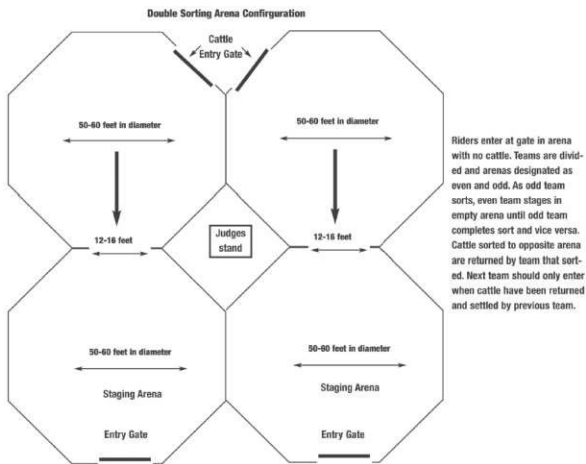 Double Sorting Arena Confirguration
Cattle
Entry Gate
50-60 feet in diameter
50-60 feet in diameter
Riders enter at gate in arena
with no cattle. Teams are divid-
ed and arenas designated as
even and odd. As odd team
sorts, even team stages in
empty arena until odd team
completes sort and vice versa.
Cattle sorted to opposite arena
are returned by team that sort-
ed. Next team should only enter
when cattle have been returned
and settled by previous team.
12-16 feet
Judges
stand
12-16 feet
50-60 feet in diameter
50-60 feet in diameter
Staging Arena
Staging Arena
Entry Gate
Entry Gate